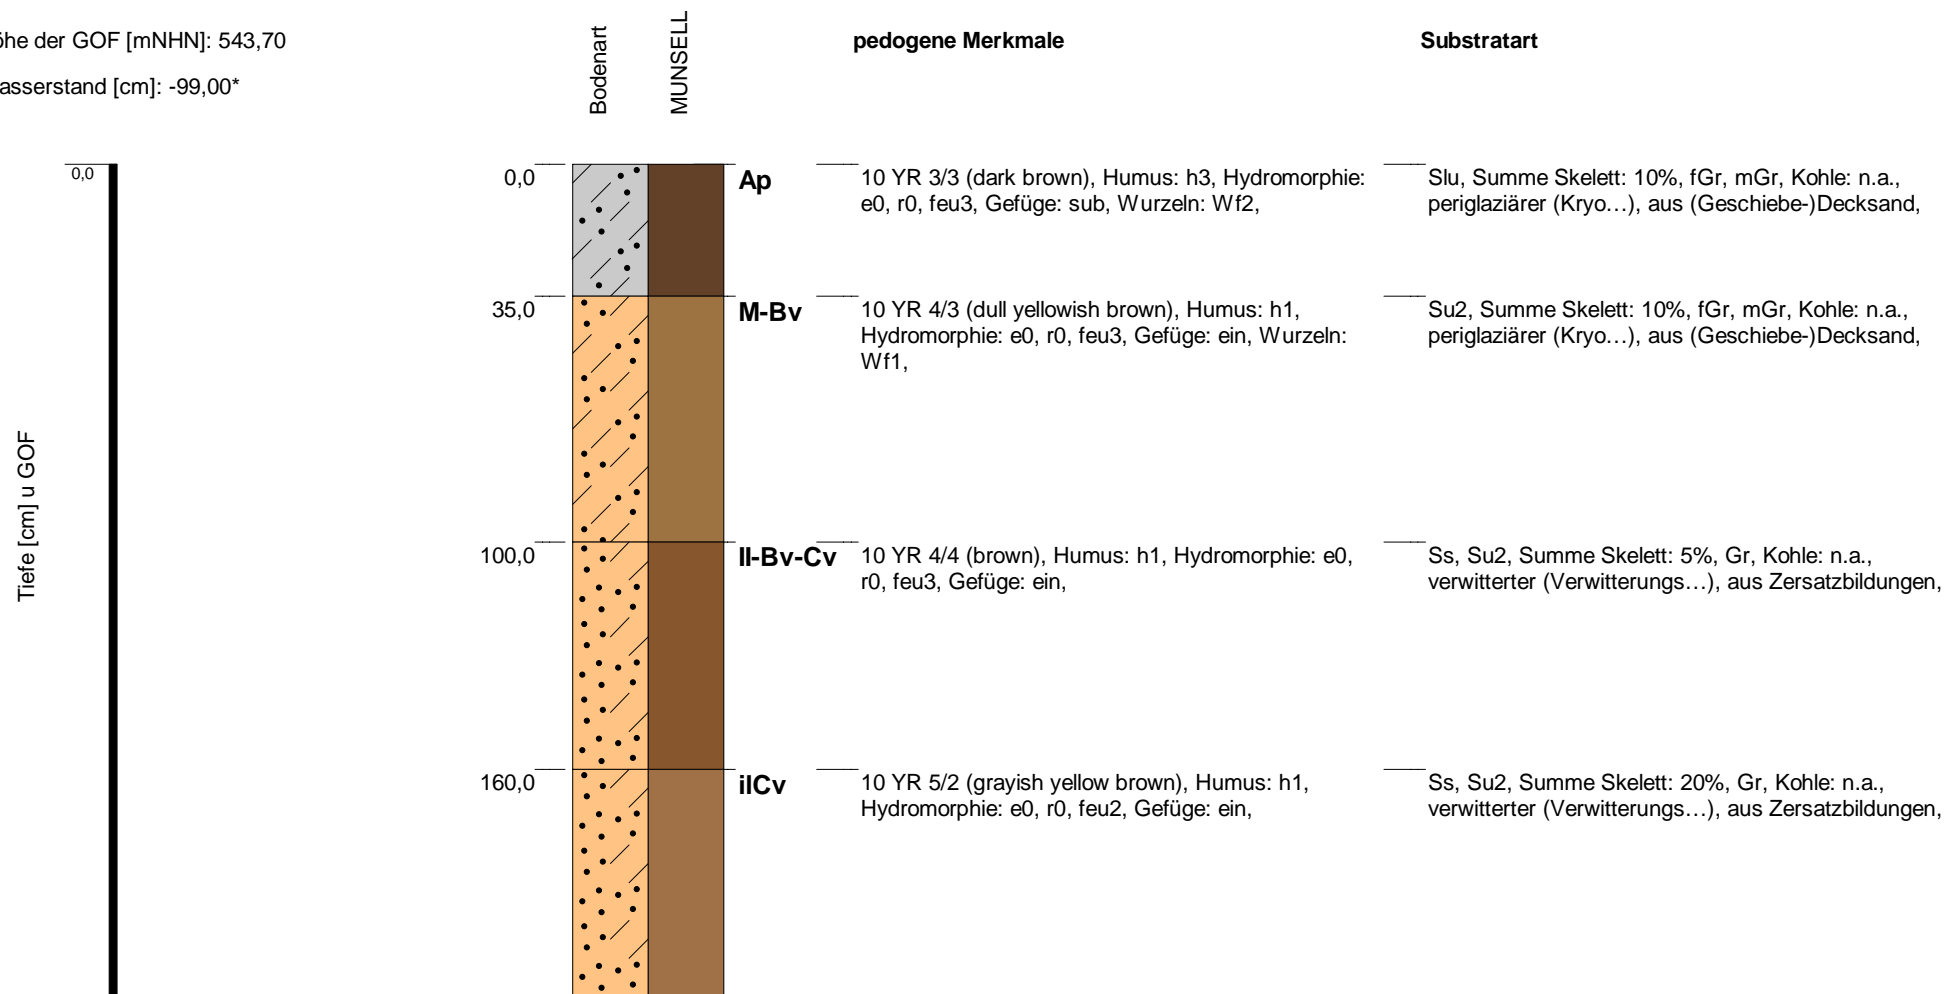 öhe der GOF [mNHN]: 543,70
asserstand [cm]: -99,00*
Bodenart
MUNSELL
pedogene Merkmale
Substratart
Tiefe [cm] u GOF
0,0
0,0
Ap
10 YR 3/3 (dark brown), Humus: h3, Hydromorphie:
e0, r0, feu3, Gefüge: sub, Wurzeln: Wf2,
Slu, Summe Skelett: 10%, fGr, mGr, Kohle: n.a.,
periglaziärer (Kryo…), aus (Geschiebe-)Decksand,
35,0
M-Bv
10 YR 4/3 (dull yellowish brown), Humus: h1,
Hydromorphie: e0, r0, feu3, Gefüge: ein, Wurzeln:
Wf1,
Su2, Summe Skelett: 10%, fGr, mGr, Kohle: n.a.,
periglaziärer (Kryo…), aus (Geschiebe-)Decksand,
100,0
II-Bv-Cv
10 YR 4/4 (brown), Humus: h1, Hydromorphie: e0,
r0, feu3, Gefüge: ein,
Ss, Su2, Summe Skelett: 5%, Gr, Kohle: n.a.,
verwitterter (Verwitterungs…), aus Zersatzbildungen,
160,0
ilCv
10 YR 5/2 (grayish yellow brown), Humus: h1,
Hydromorphie: e0, r0, feu2, Gefüge: ein,
Ss, Su2, Summe Skelett: 20%, Gr, Kohle: n.a.,
verwitterter (Verwitterungs…), aus Zersatzbildungen,